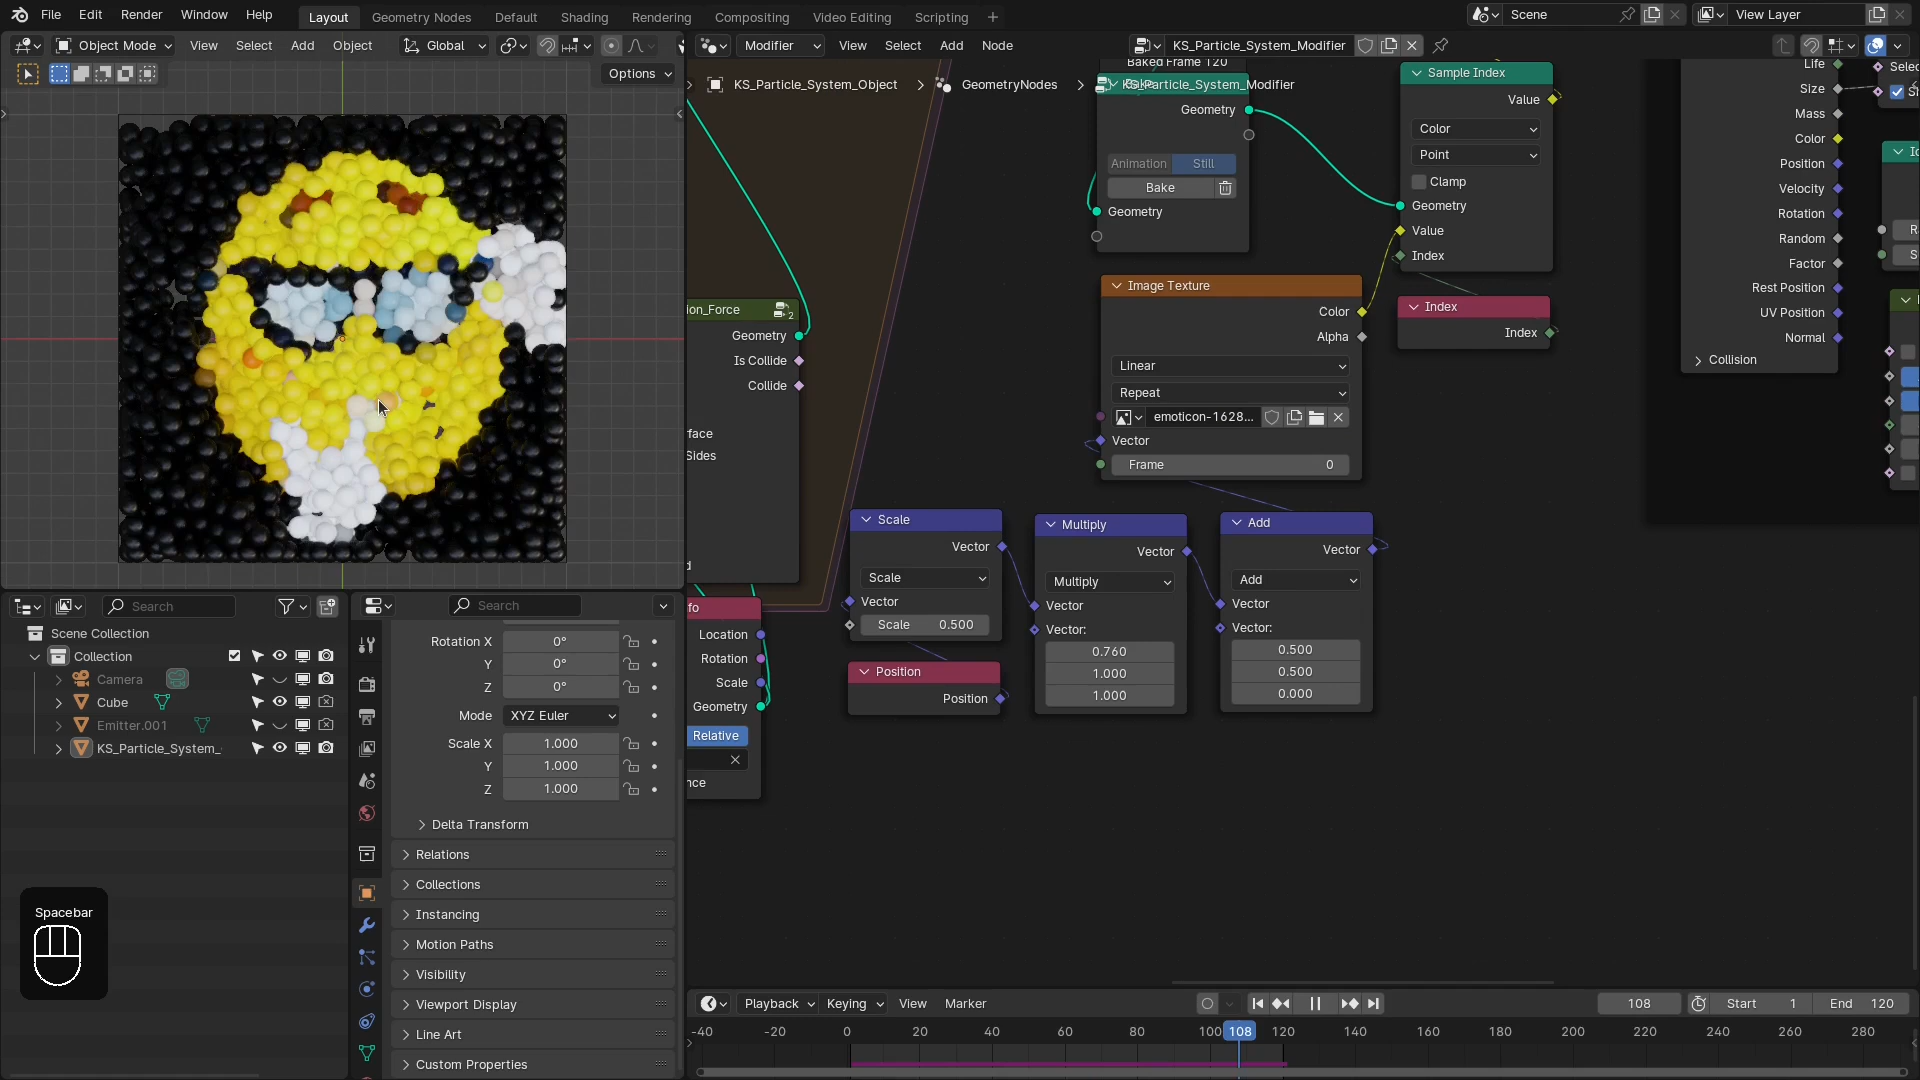 File Edit Render Window Help Layout Geometry Nodes Default Shading Rendering Compositing Video Editing Scripting Scene View Layer
Object Mode View Select Add Object Global
Options
Modifier View Select Add Node KS_Particle_System_Modifier
KS_Particle_System_Object GeometryNodes KS_Particle_System_Modifier
Baked Frame 120
Geometry
Animation Still
Bake
Geometry
Sample Index
Value
Color
Point
Clamp
Geometry
Value
Index
Index
Index
Life
Size
Mass
Color
Position
Velocity
Rotation
Random
Factor
Rest Position
UV Position
Normal
Collision
Selec
S
R
S
ion_Force
2
Geometry
Is Collide
Collide
rface
Sides
d
Image Texture
Color
Alpha
Linear
Repeat
emoticon-1628...
Vector
Frame 0
Scale
Vector
Scale
Vector
Scale 0.500
Position
Position
Multiply
Vector
Multiply
Vector
Vector:
0.760
1.000
1.000
Add
Vector
Add
Vector
Vector:
0.500
0.500
0.000
fo
Location
Rotation
Scale
Geometry
Relative
nce
Search
Scene Collection
Collection
Camera
Cube
Emitter.001
KS_Particle_System_
Spacebar
Search
Rotation X 0°
Y 0°
Z 0°
Mode XYZ Euler
Scale X 1.000
Y 1.000
Z 1.000
Delta Transform
Relations
Collections
Instancing
Motion Paths
Visibility
Viewport Display
Line Art
Custom Properties
Playback Keying View Marker
108 Start 1 End 120
-40 -20 0 20 40 60 80 100 108 120 140 160 180 200 220 240 260 280